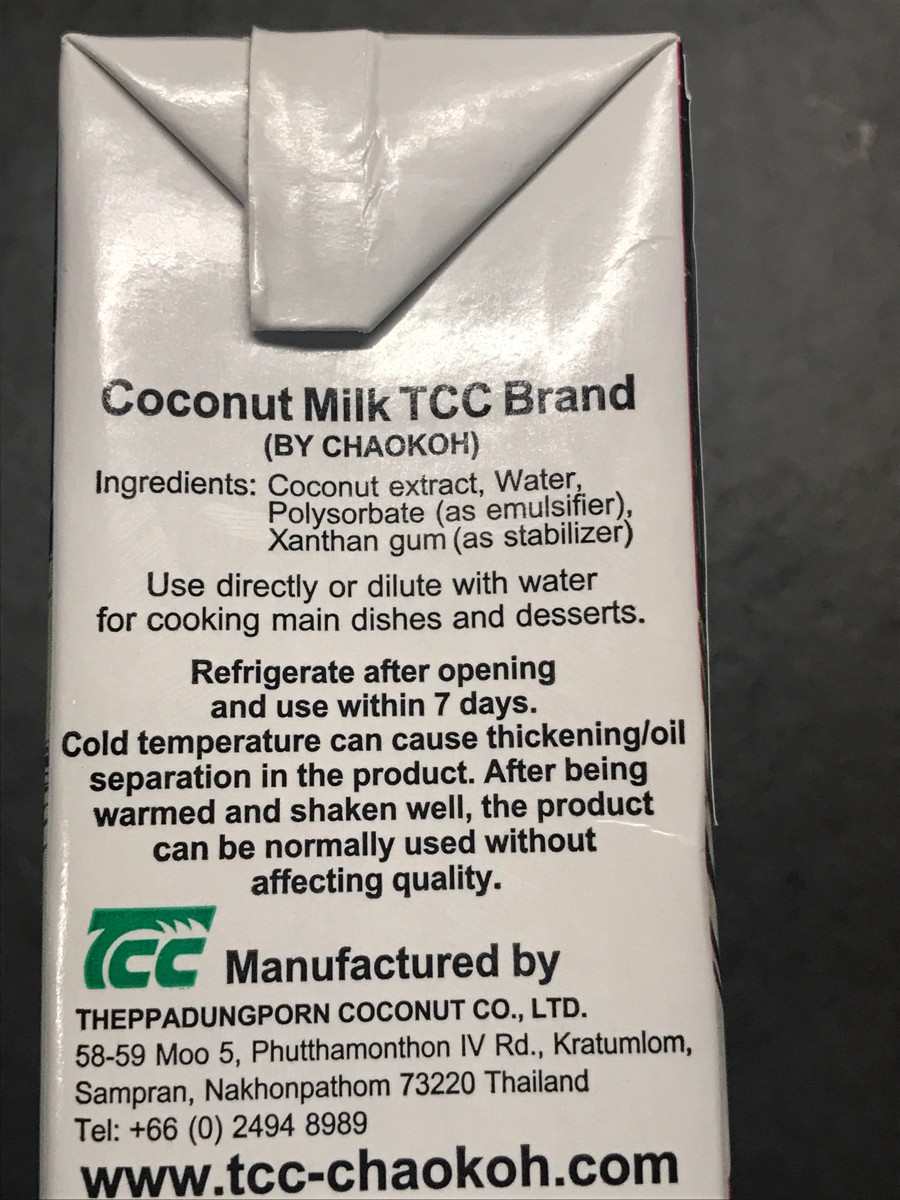 Coconut Milk TCC Brand
(BY CHAOKOH)
Ingredients: Coconut extract, Water,
Polysorbate (as emulsifier),
Xanthan gum (as stabilizer)
Use directly or dilute with water
for cooking main dishes and desserts.
Refrigerate after opening
and use within 7 days.
Cold temperature can cause thickening/oil
separation in the product. After being
warmed and shaken well, the product
can be normally used without
affecting quality.
TCC Manufactured by
THEPPADUNGPORN COCONUT CO., LTD.
58-59 Moo 5, Phutthamonthon IV Rd., Kratumlom,
Sampran, Nakhonpathom 73220 Thailand
Tel: +66 (0) 2494 8989
www.tcc-chaokoh.com